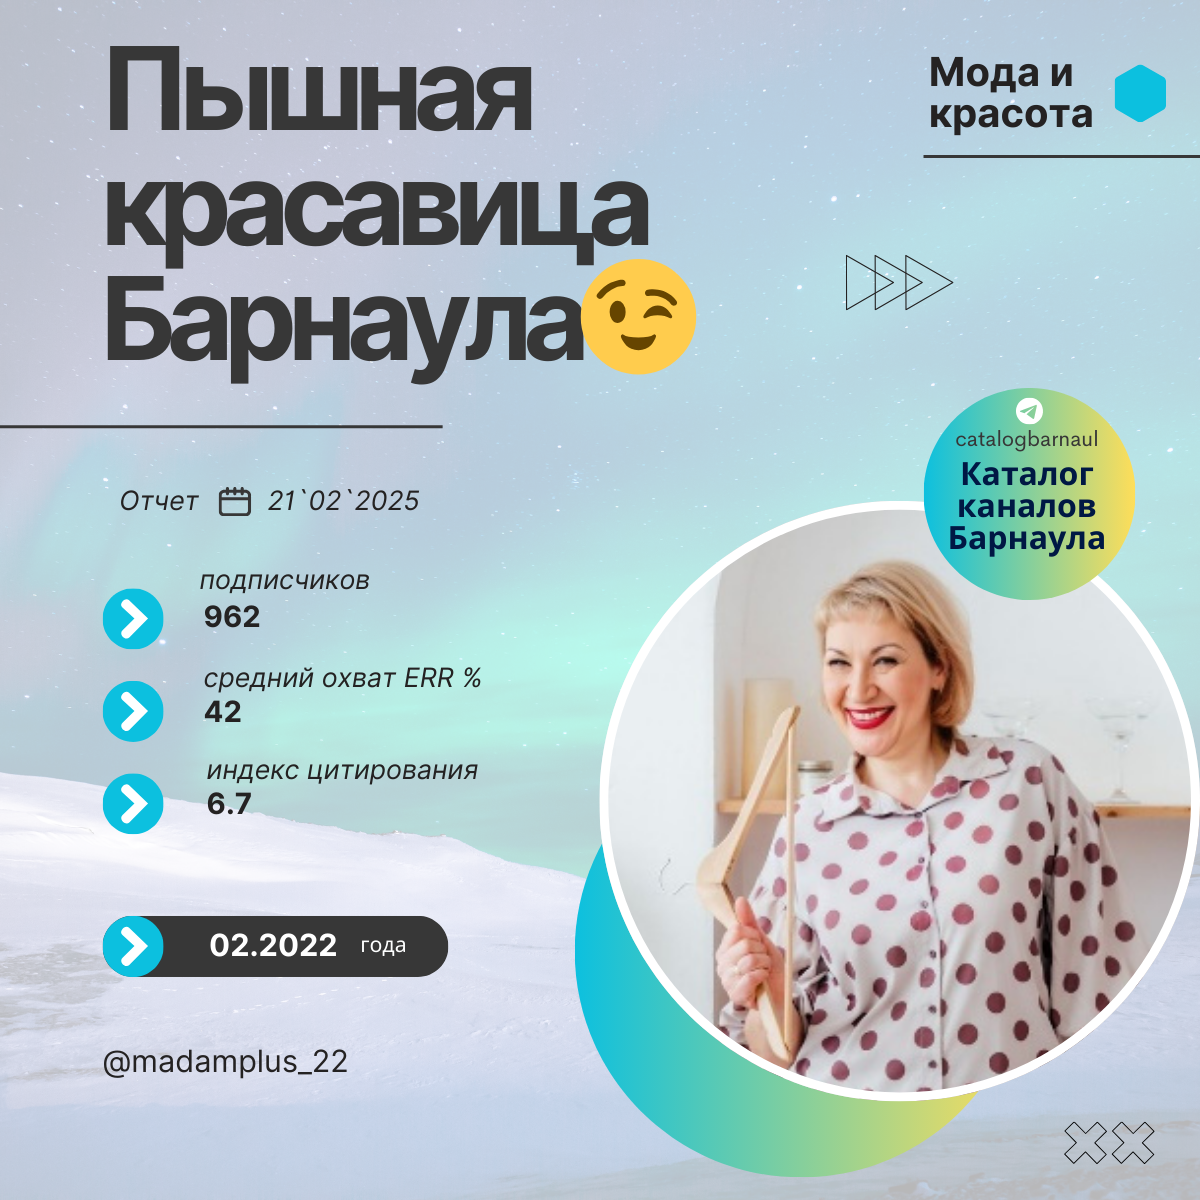 Пышная
красавица
Барнаула
Мода и
красота
catalogbarnaul
Каталог
каналов
Барнаула
Отчет 21`02`2025
подписчиков
962
средний охват ERR %
42
индекс цитирования
6.7
02.2022 года
@madamplus_22